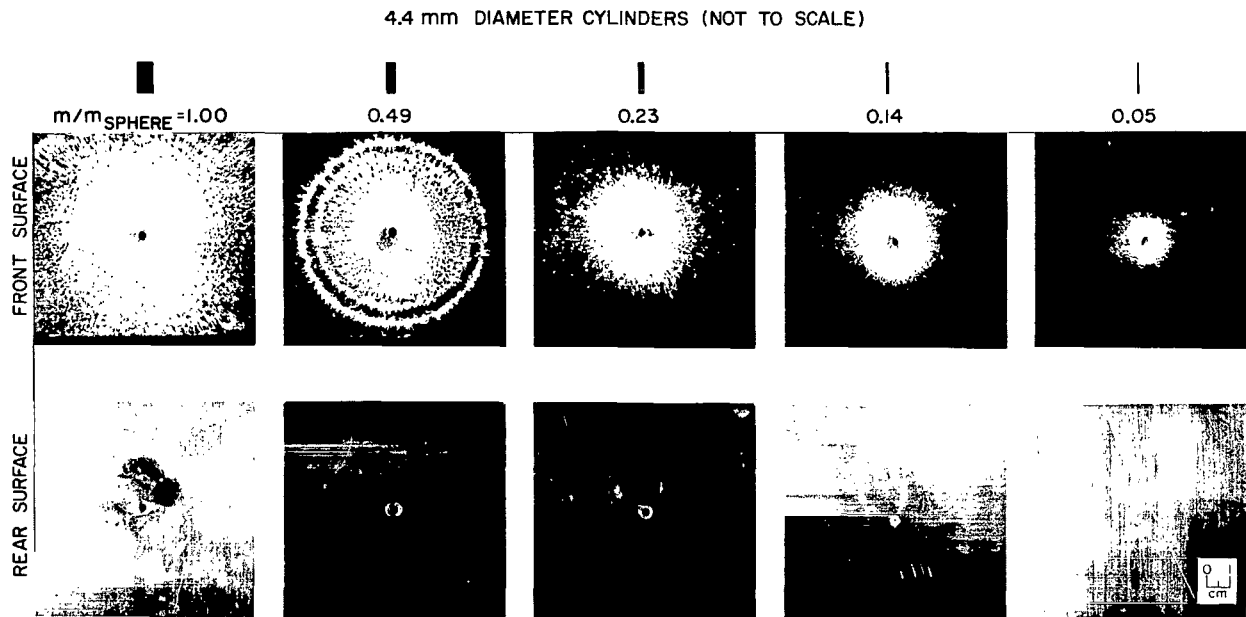 4.4 mm DIAMETER CYLINDERS (NOT TO SCALE)
m/m SPHERE =1.00 0.49 0.23 0.14 0.05
FRONT SURFACE
REAR SURFACE
0 1
cm